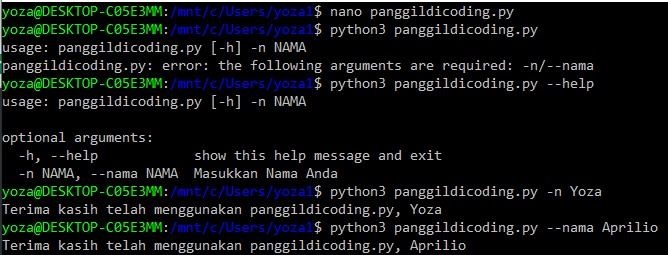 yoza@DESKTOP-C05E3MM:/mnt/c/Users/yoza1$ nano panggildicoding.py
yoza@DESKTOP-C05E3MM:/mnt/c/Users/yoza1$ python3 panggildicoding.py
usage: panggildicoding.py [-h] -n NAMA
panggildicoding.py: error: the following arguments are required: -n/--nama
yoza@DESKTOP-C05E3MM:/mnt/c/Users/yoza1$ python3 panggildicoding.py --help
usage: panggildicoding.py [-h] -n NAMA

optional arguments:
  -h, --help            show this help message and exit
  -n NAMA, --nama NAMA  Masukkan Nama Anda
yoza@DESKTOP-C05E3MM:/mnt/c/Users/yoza1$ python3 panggildicoding.py -n Yoza
Terima kasih telah menggunakan panggildicoding.py, Yoza
yoza@DESKTOP-C05E3MM:/mnt/c/Users/yoza1$ python3 panggildicoding.py --nama Aprilio
Terima kasih telah menggunakan panggildicoding.py, Aprilio